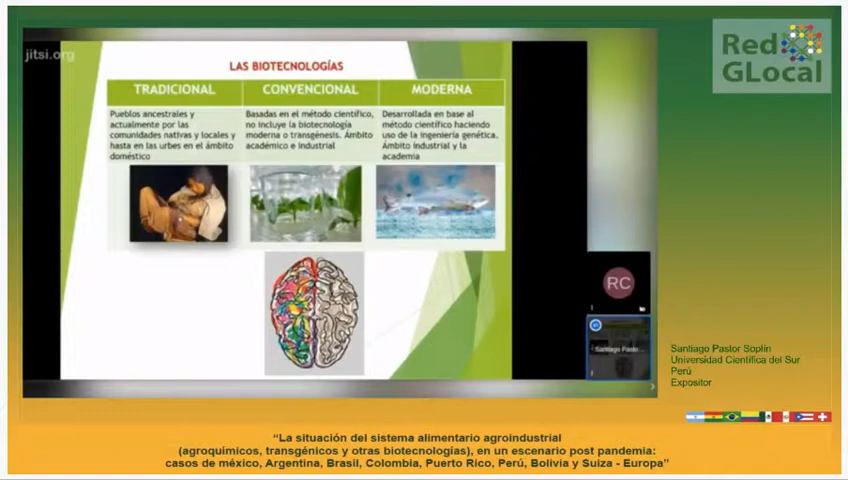 jitsi.org
Red
GLocal
LAS BIOTECNOLOGÍAS
TRADICIONAL
Pueblos ancestrales y
actualmente por las
comunidades nativas y locales y
hasta en las urbes en el ámbito
doméstico
CONVENCIONAL
Basadas en el método científico,
no incluye la biotecnología
moderna o transgénesis. Ámbito
académico e industrial
MODERNA
Desarrollada en base al
método científico haciendo
uso de la ingeniería genética.
Ámbito industrial y la
academia
RC
Santiago Pasto...
Santiago Pastor Soplín
Universidad Científica del Sur
Perú
Expositor
“La situación del sistema alimentario agroindustrial
(agroquímicos, transgénicos y otras biotecnologías), en un escenario post pandemia:
casos de méxico, Argentina, Brasil, Colombia, Puerto Rico, Perú, Bolivia y Suiza - Europa”